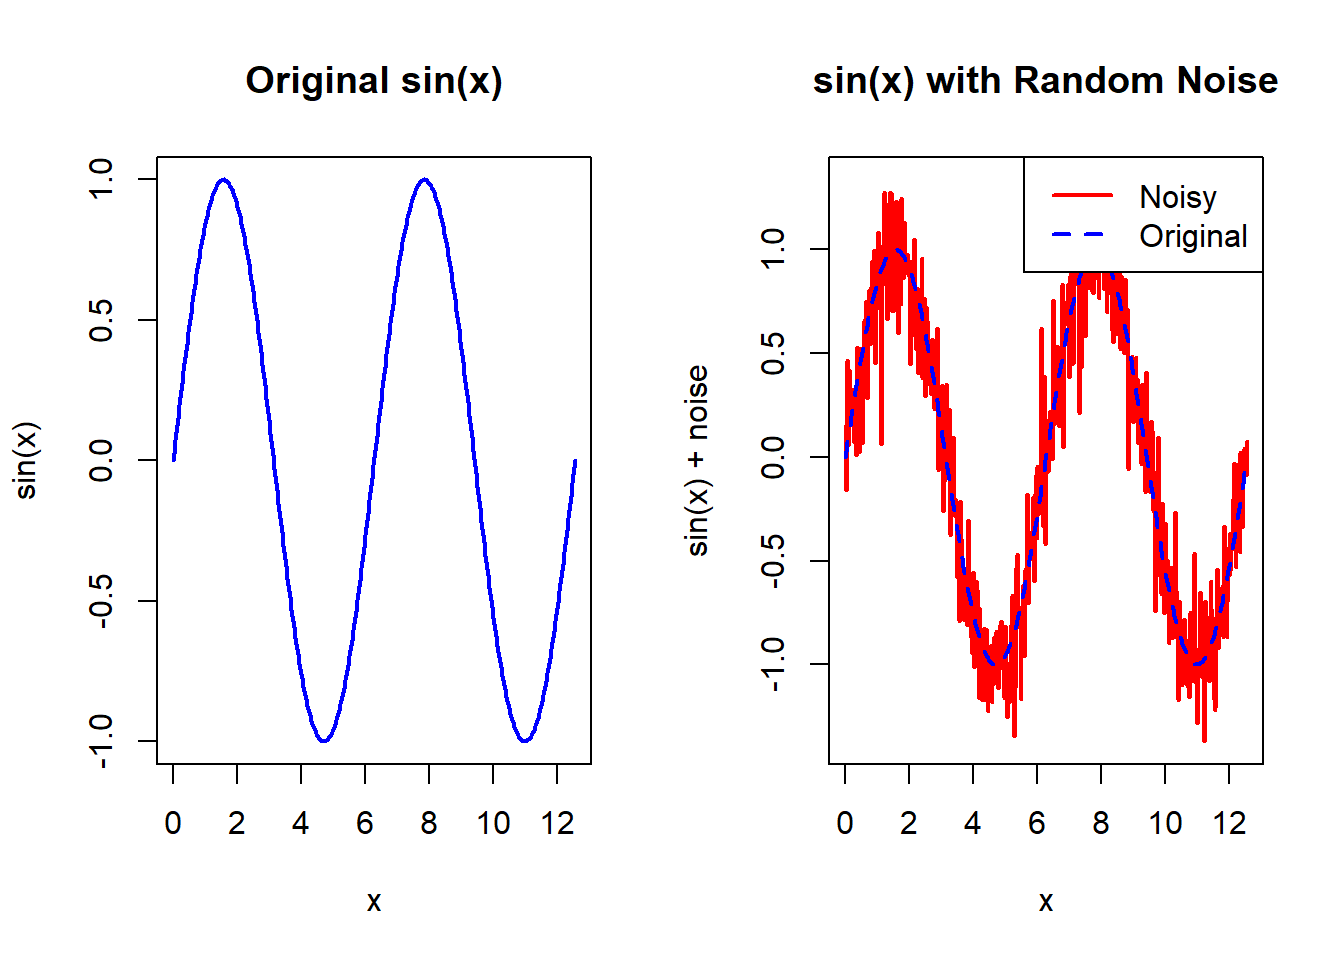 Original sin(x)
sin(x)
1.0
0.5
0.0
-0.5
-1.0
0 2 4 6 8 10 12
x
sin(x) with Random Noise
Noisy
Original
sin(x) + noise
1.0
0.5
0.0
-0.5
-1.0
0 2 4 6 8 10 12
x